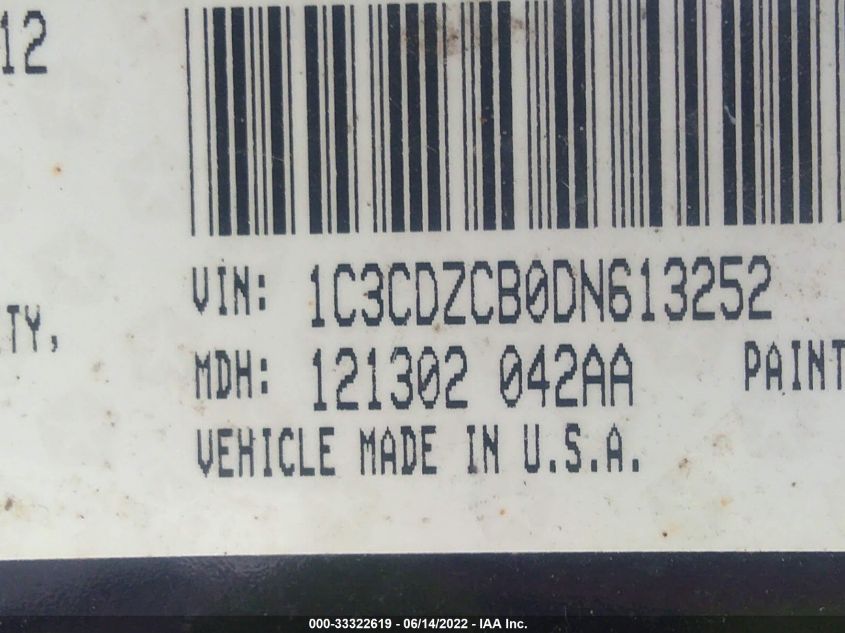 12
VIN: 1C3CDZCB0DN613252
TY,
MDH: 121302 042AA PAINT
VEHICLE MADE IN U.S.A.
000-33322619 - 06/14/2022 - IAA Inc.